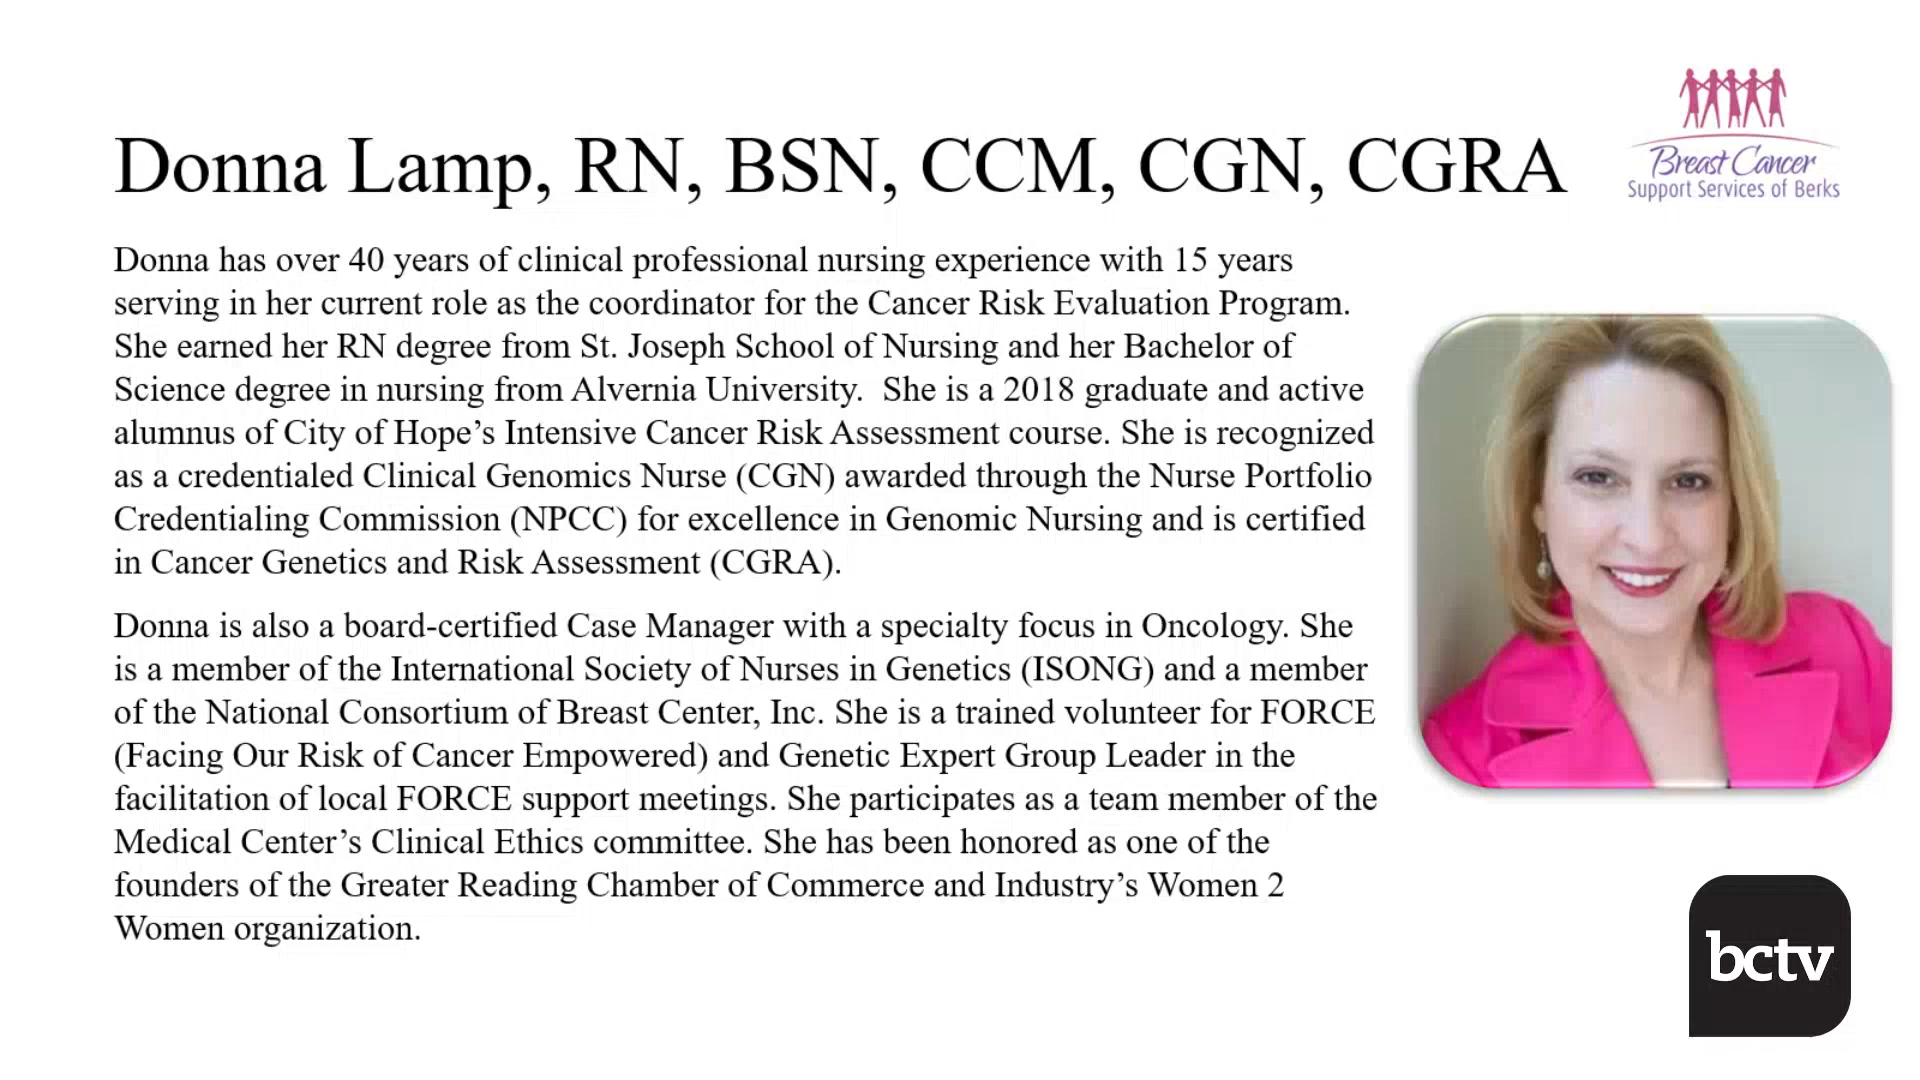 Donna Lamp, RN, BSN, CCM, CGN, CGRA
Breast Cancer
Support Services of Berks
Donna has over 40 years of clinical professional nursing experience with 15 years
serving in her current role as the coordinator for the Cancer Risk Evaluation Program.
She earned her RN degree from St. Joseph School of Nursing and her Bachelor of
Science degree in nursing from Alvernia University.  She is a 2018 graduate and active
alumnus of City of Hope’s Intensive Cancer Risk Assessment course. She is recognized
as a credentialed Clinical Genomics Nurse (CGN) awarded through the Nurse Portfolio
Credentialing Commission (NPCC) for excellence in Genomic Nursing and is certified
in Cancer Genetics and Risk Assessment (CGRA).
Donna is also a board-certified Case Manager with a specialty focus in Oncology. She
is a member of the International Society of Nurses in Genetics (ISONG) and a member
of the National Consortium of Breast Center, Inc. She is a trained volunteer for FORCE
(Facing Our Risk of Cancer Empowered) and Genetic Expert Group Leader in the
facilitation of local FORCE support meetings. She participates as a team member of the
Medical Center’s Clinical Ethics committee. She has been honored as one of the
founders of the Greater Reading Chamber of Commerce and Industry’s Women 2
Women organization.
bctv